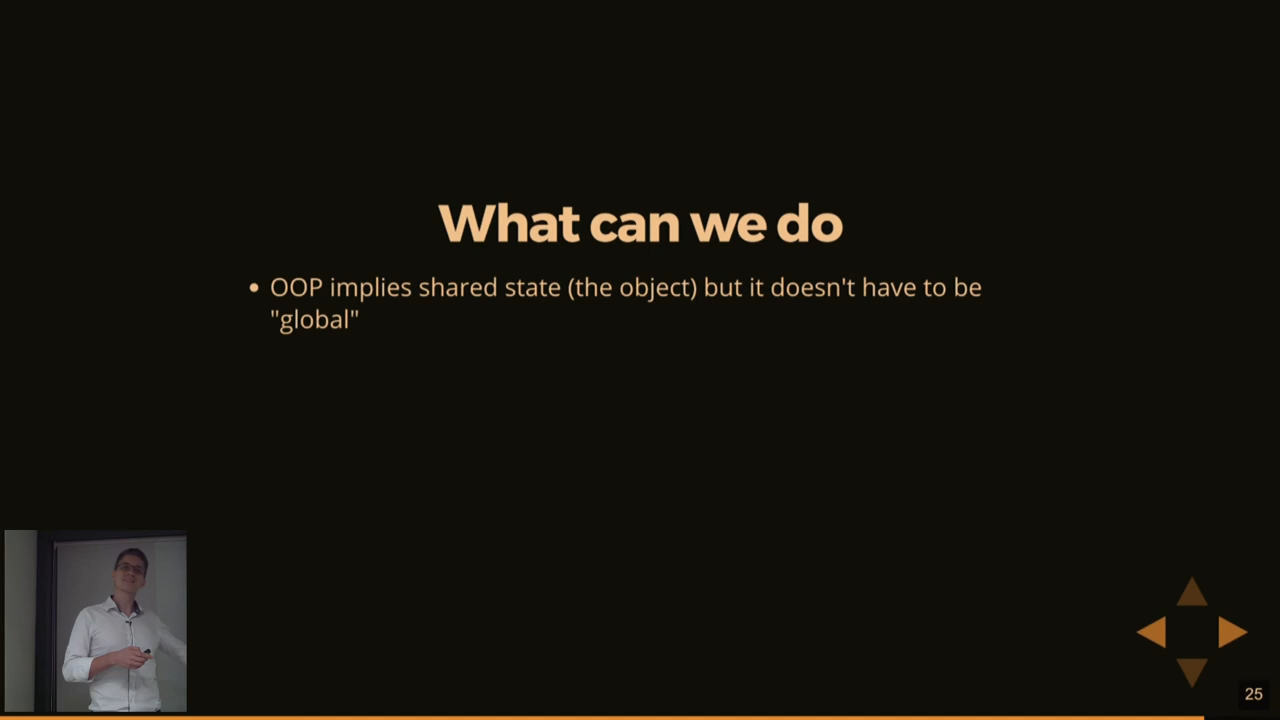 What can we do
• OOP implies shared state (the object) but it doesn't have to be
"global"
25